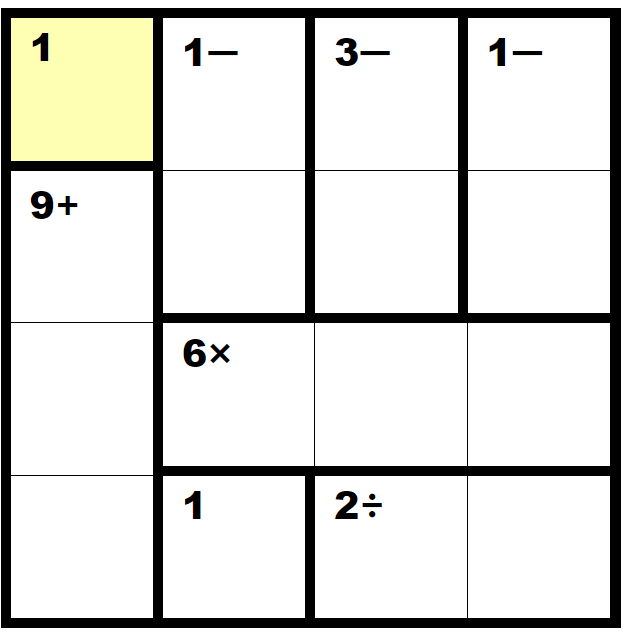 1 1— 3— 1—
9+
6×
1 2÷